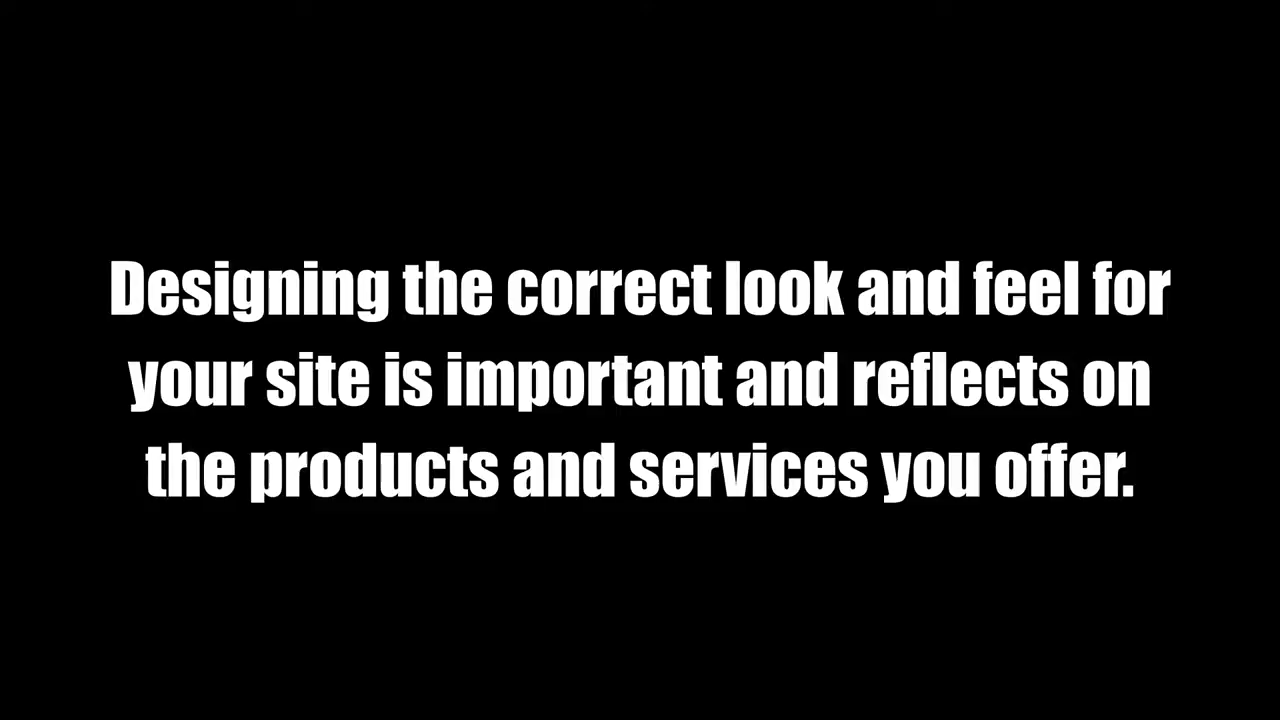 Designing the correct look and feel for
your site is important and reflects on
the products and services you offer.